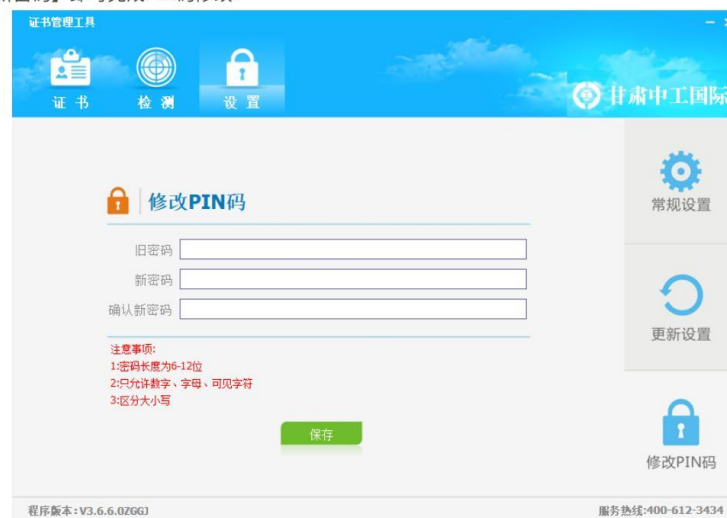 证书管理工具
证书
检测
设置
甘肃中工国际
修改PIN码
旧密码
新密码
确认新密码
注意事项:
1:密码长度为6-12位
2:只允许数字、字母、可见字符
3:区分大小写
保存
常规设置
更新设置
修改PIN码
程序版本:V3.6.6.0ZGGJ
服务热线:400-612-3434